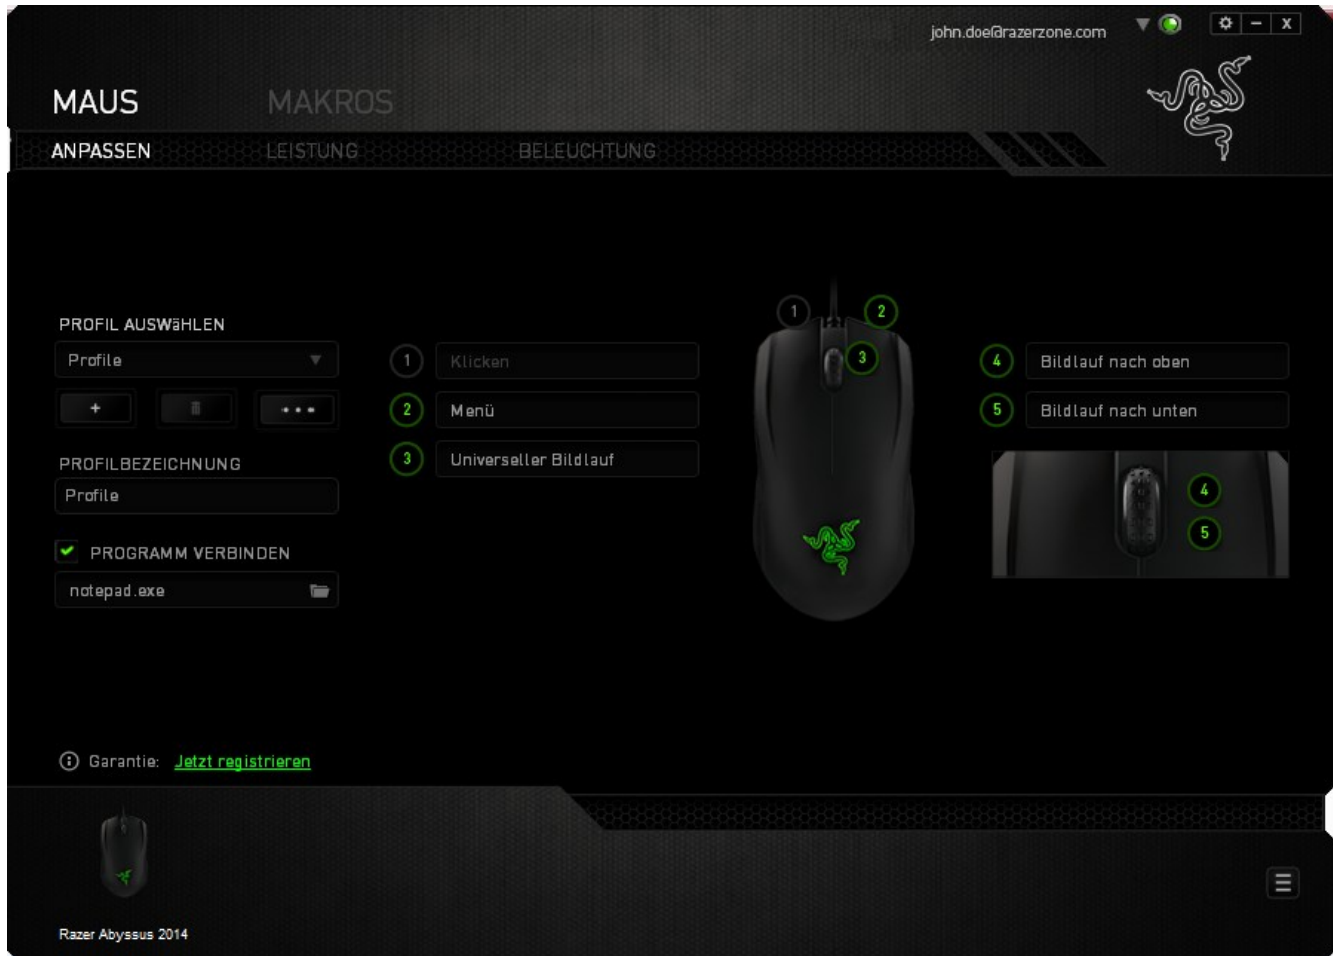 john.doe@razerzone.com
MAUS MAKROS
ANPASSEN LEISTUNG BELEUCHTUNG
PROFIL AUSWäHLEN
Profile
PROFILBEZEICHNUNG
Profile
PROGRAMM VERBINDEN
notepad.exe
1 Klicken
2 Menü
3 Universeller Bildlauf
1
2
3
4 Bildlauf nach oben
5 Bildlauf nach unten
4
5
Garantie: Jetzt registrieren
Razer Abyssus 2014